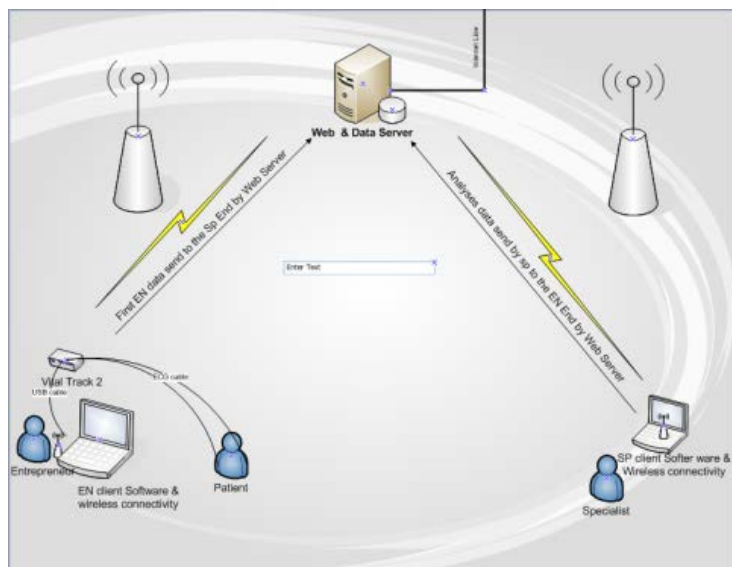 Internet Line
Web & Data Server
First EN data send to the Sp End by Web Server
Analyses data send by sp to the EN End by Web Server
Enter Text
Vital Track 2
ECG cable
USB cable
Entrepreneur
EN client Software &
wireless connectivity
Patient
SP client Softer ware &
Wireless connectivity
Specialist